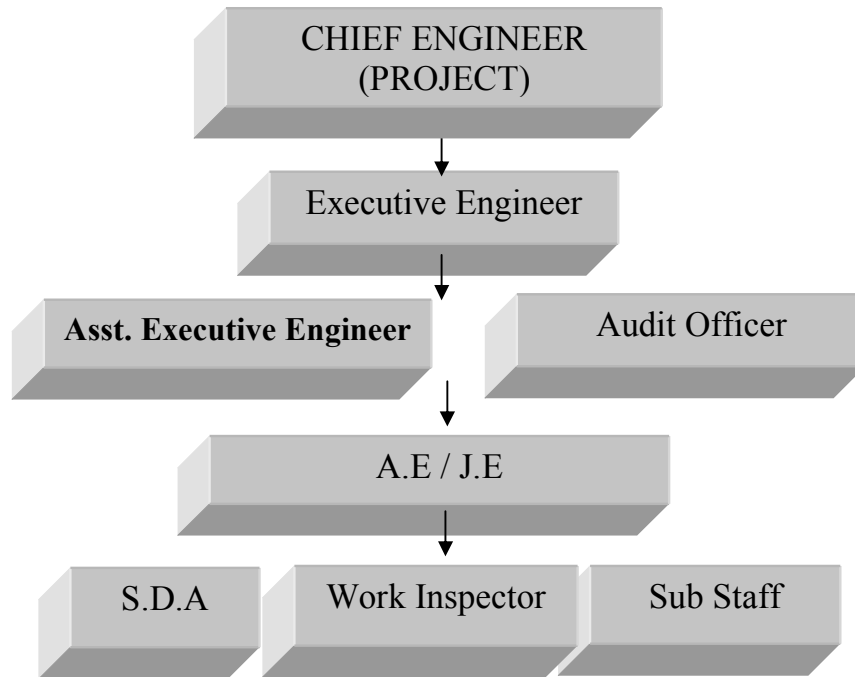 CHIEF ENGINEER
(PROJECT)
Executive Engineer
Asst. Executive Engineer
Audit Officer
A.E / J.E
S.D.A
Work Inspector
Sub Staff